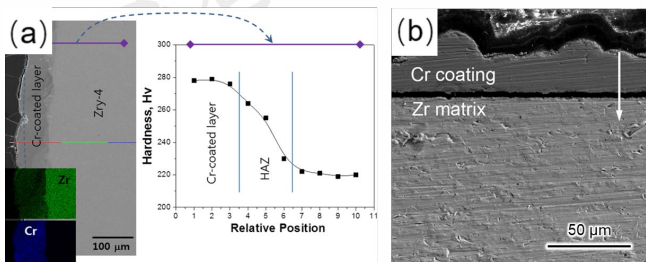 (a)
Cr-coated layer
Zry-4
Zr
Cr
100 μm
Hardness, Hv
300
280
260
240
220
200
Cr-coated layer
HAZ
0 1 2 3 4 5 6 7 8 9 10 11
Relative Position
(b)
Cr coating
Zr matrix
50 μm